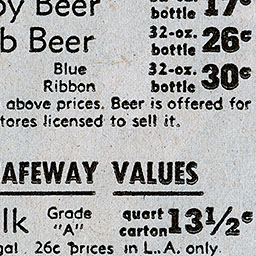 by Beer bottle 17c
b Beer 32-oz. bottle 26c
Blue Ribbon 32-oz. bottle 30c
above prices. Beer is offered for
tores licensed to sell it.
AFEWAY VALUES
lk Grade "A" quart carton 13½c
gal. 26c prices in L.A. only.